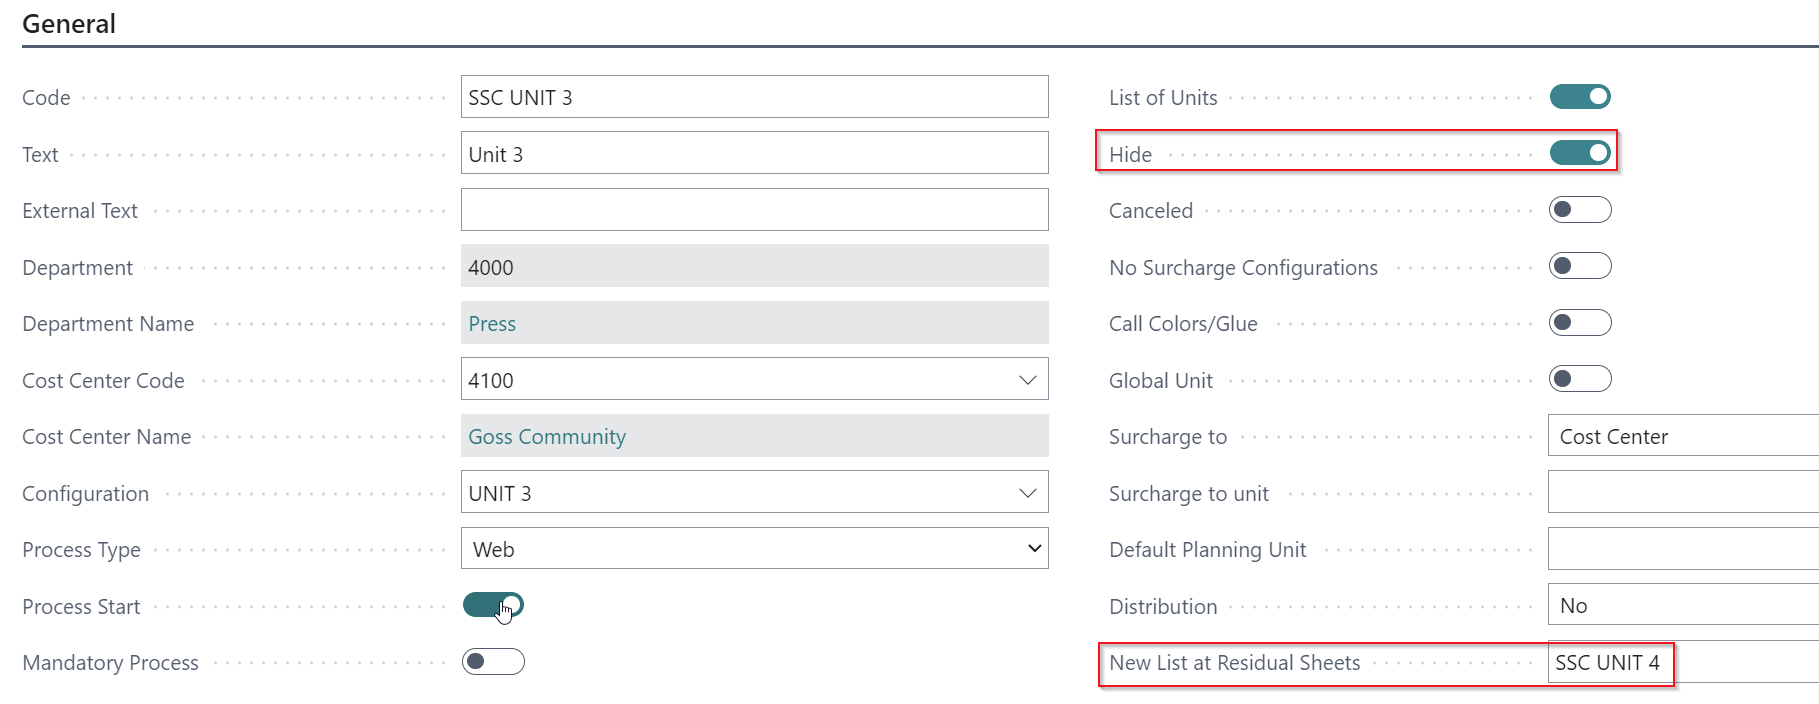 General
Code SSC UNIT 3
Text Unit 3
External Text
Department 4000
Department Name Press
Cost Center Code 4100
Cost Center Name Goss Community
Configuration UNIT 3
Process Type Web
Process Start
Mandatory Process
List of Units
Hide
Canceled
No Surcharge Configurations
Call Colors/Glue
Global Unit
Surcharge to Cost Center
Surcharge to unit
Default Planning Unit
Distribution No
New List at Residual Sheets SSC UNIT 4